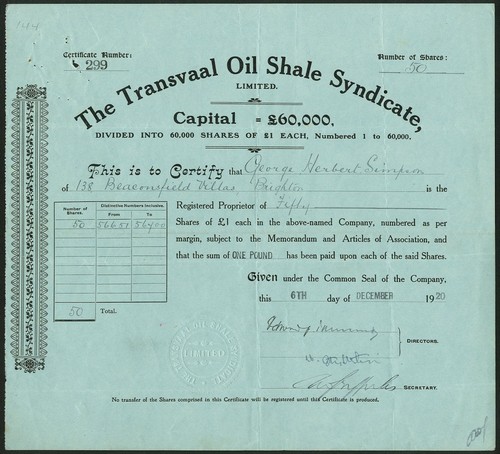 Certificate Number:
299
Number of Shares:
50
The Transvaal Oil Shale Syndicate,
LIMITED.
Capital = £60,000,
DIVIDED INTO 60,000 SHARES OF £1 EACH, Numbered 1 to 60,000.
This is to Certify that George Herbert Simpson
of 138 Beaconsfield Villas, Brighton is the
Registered Proprietor of Fifty
Shares of £1 each in the above-named Company, numbered as per
margin, subject to the Memorandum and Articles of Association, and
that the sum of ONE POUND has been paid upon each of the said Shares.
Given under the Common Seal of the Company,
this 6TH day of DECEMBER 1920
Number of Shares. Distinctive Numbers Inclusive.
From To
50 56651 56700
50 Total.
LIMITED
DIRECTORS.
SECRETARY.
No transfer of the Shares comprised in this Certificate will be registered until this Certificate is produced.